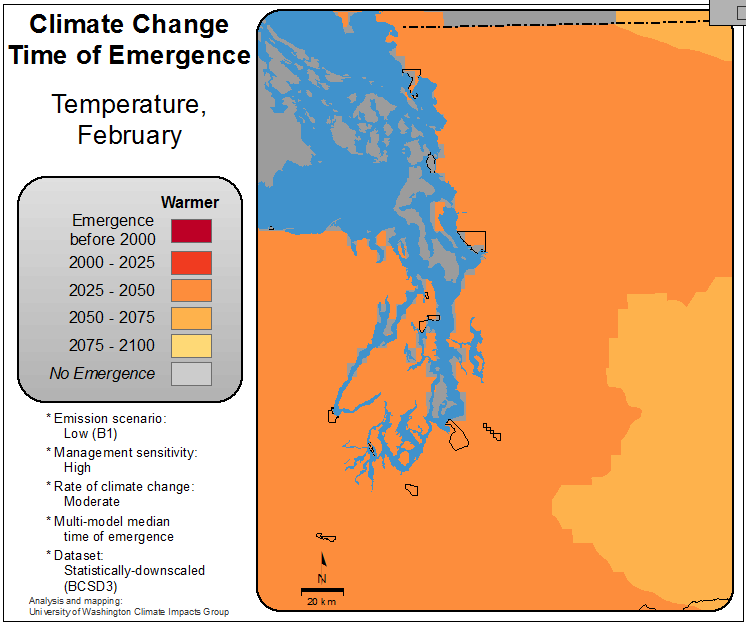 Climate Change
Time of Emergence
Temperature,
February
Warmer
Emergence
before 2000
2000 - 2025
2025 - 2050
2050 - 2075
2075 - 2100
No Emergence
* Emission scenario:
Low (B1)
* Management sensitivity:
High
* Rate of climate change:
Moderate
* Multi-model median
time of emergence
* Dataset:
Statistically-downscaled
(BCSD3)
Analysis and mapping:
University of Washington Climate Impacts Group
N
20 km